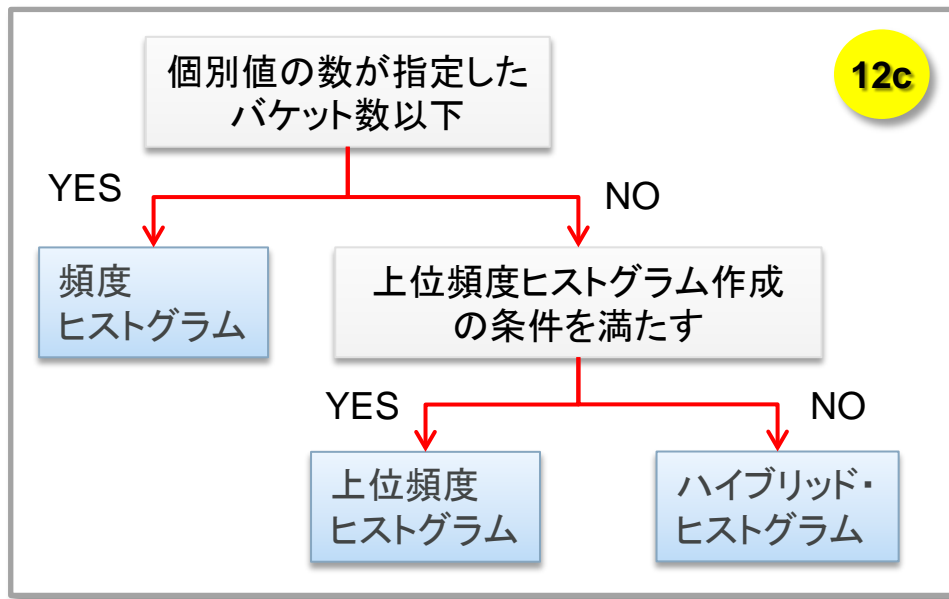 個別値の数が指定した
バケット数以下
12c
YES
NO
頻度
ヒストグラム
上位頻度ヒストグラム作成
の条件を満たす
YES
NO
上位頻度
ヒストグラム
ハイブリッド・
ヒストグラム